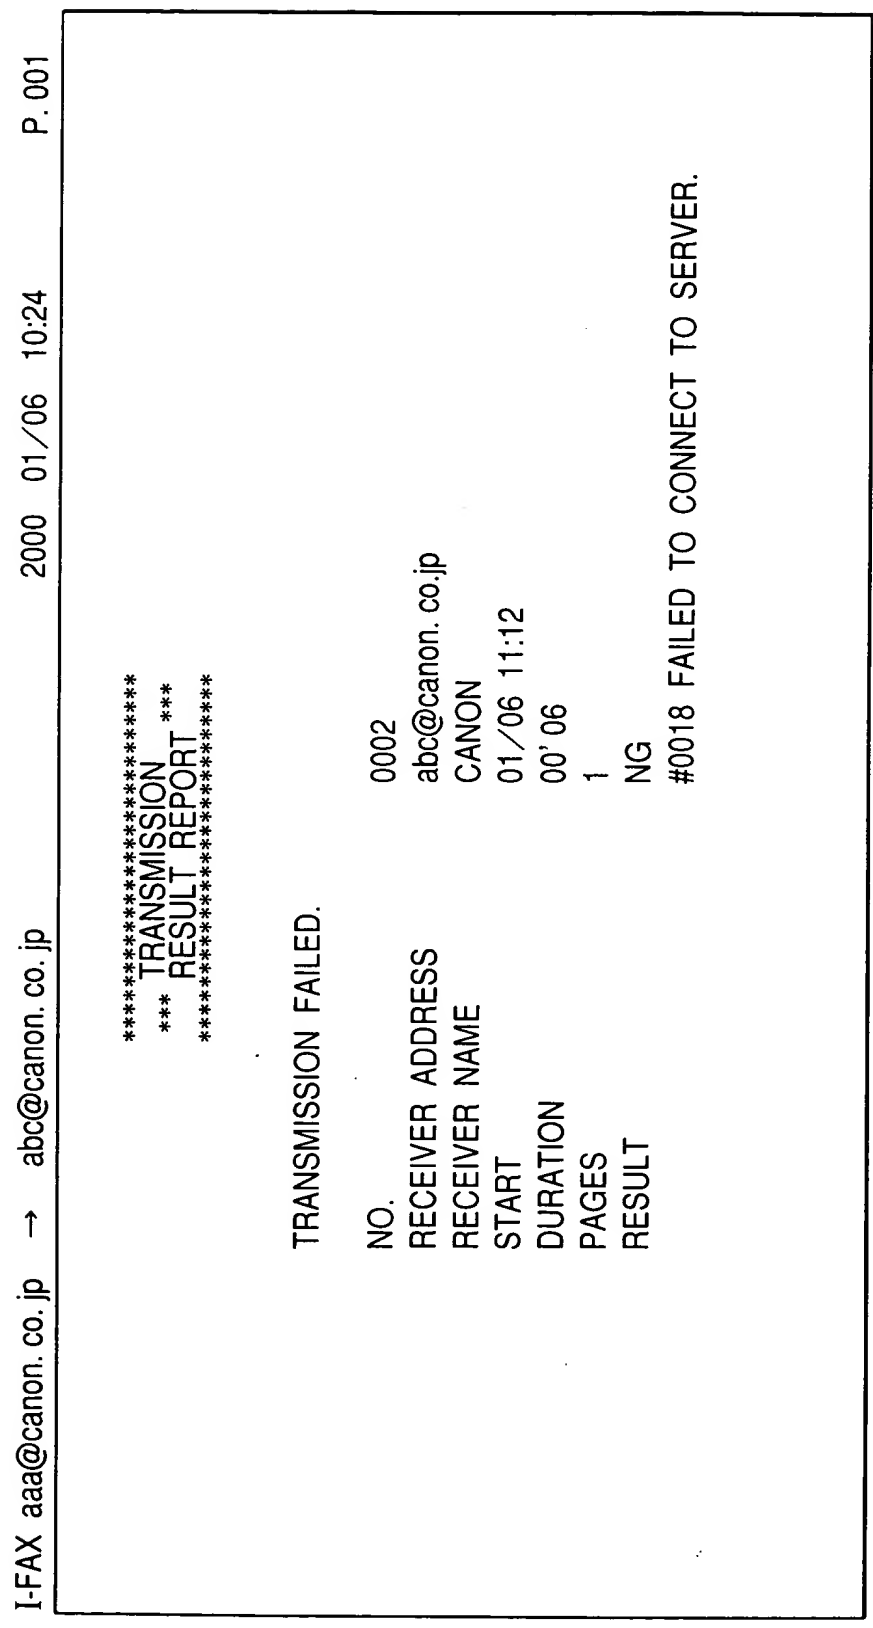 I-FAX aaa@canon. co. jp → abc@canon. co. jp 2000 01/06 10:24 P. 001
*********************************
*** TRANSMISSION ***
RESULT REPORT
*********************************
TRANSMISSION FAILED.
NO. 0002
RECEIVER ADDRESS abc@canon. co.jp
RECEIVER NAME CANON
START 01/06 11:12
DURATION 00' 06
PAGES 1
RESULT NG
#0018 FAILED TO CONNECT TO SERVER.